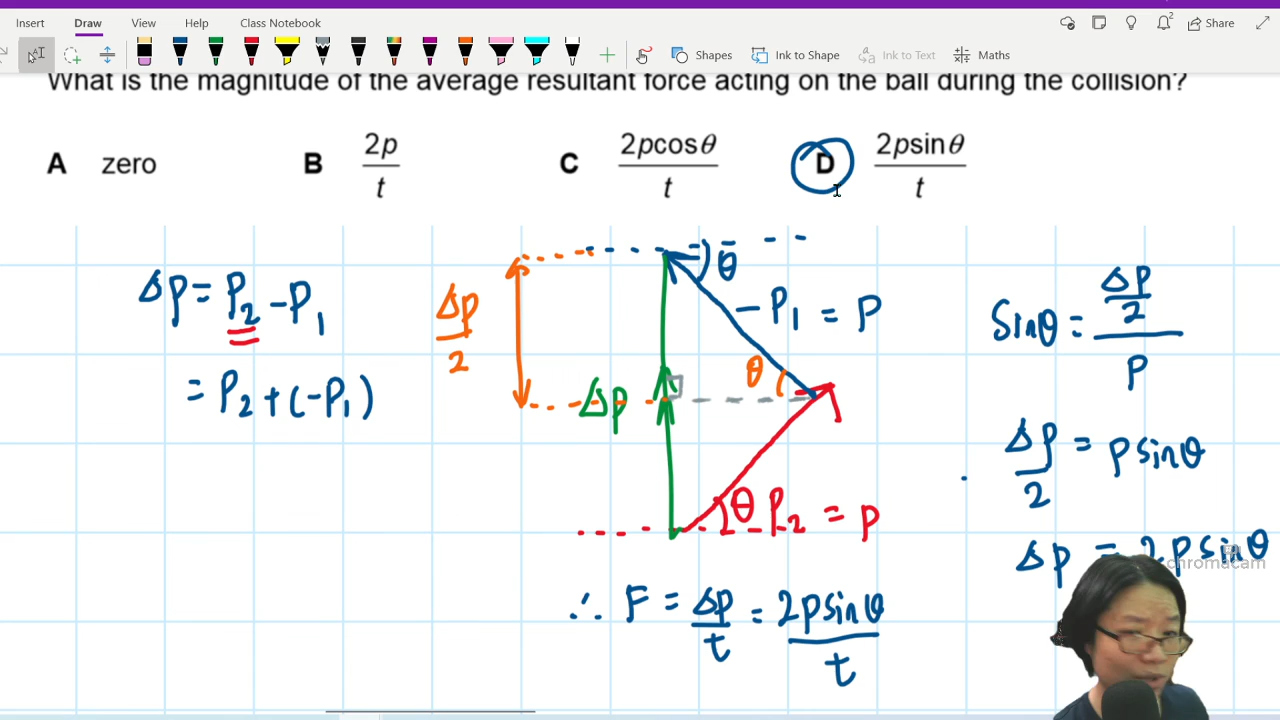 Insert Draw View Help Class Notebook
2
Share
Shapes Ink to Shape Ink to Text Maths
What is the magnitude of the average resultant force acting on the ball during the collision?
A zero B 2p/t C 2pcosθ/t D 2psinθ/t
Δp = P₂ - P₁
= P₂ + (-P₁)
Δp/2
Δp
θ
- P₁ = P
θ
θ P₂ = P
Sinθ = Δp/2 / P
Δp/2 = psinθ
Δp = 2psinθ
chromacam
∴ F = Δp/t = 2psinθ/t